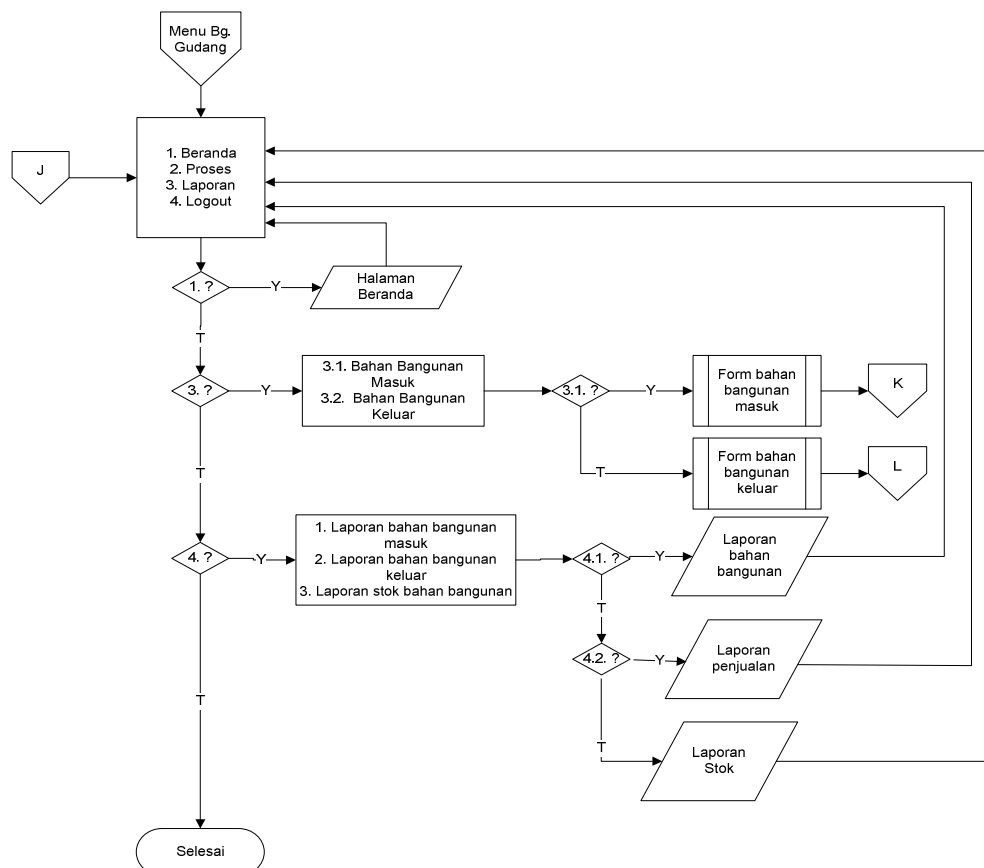 Menu Bg.
Gudang
J
1. Beranda
2. Proses
3. Laporan
4. Logout
1. ?
Y
Halaman
Beranda
T
3. ?
Y
3.1. Bahan Bangunan
Masuk
3.2. Bahan Bangunan
Keluar
3.1. ?
Y
Form bahan
bangunan
masuk
K
T
Form bahan
bangunan
keluar
L
T
4. ?
Y
1. Laporan bahan bangunan
masuk
2. Laporan bahan bangunan
keluar
3. Laporan stok bahan bangunan
4.1. ?
Y
Laporan
bahan
bangunan
T
4.2. ?
Y
Laporan
penjualan
T
Laporan
Stok
T
Selesai